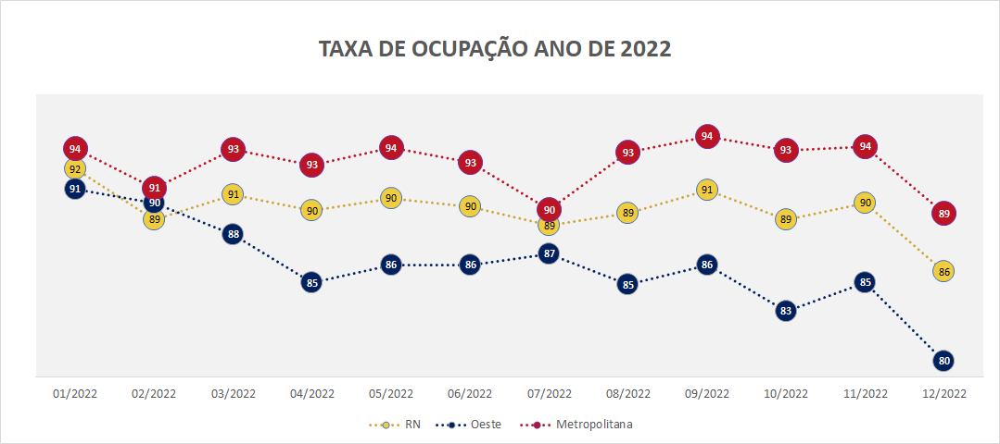 TAXA DE OCUPAÇÃO ANO DE 2022
94 91 93 93 94 93 90 93 94 93 94 89
92 89 91 90 90 90 89 89 91 89 90 86
91 90 88 85 86 86 87 85 86 83 85 80
01/2022 02/2022 03/2022 04/2022 05/2022 06/2022 07/2022 08/2022 09/2022 10/2022 11/2022 12/2022
RN Oeste Metropolitana